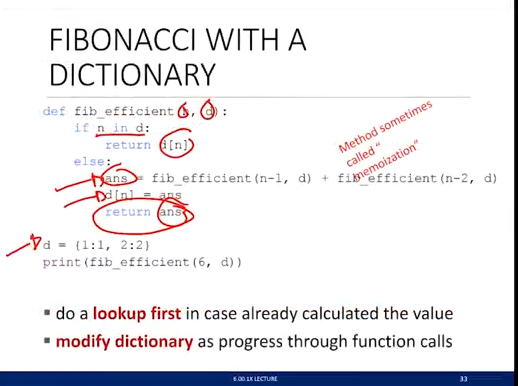 FIBONACCI WITH A
DICTIONARY
def fib_efficient(n, d):
if n in d:
return d[n]
else:
ans = fib_efficient(n-1, d) + fib_efficient(n-2, d)
d[n] = ans
return ans
d = {1:1, 2:2}
print(fib_efficient(6, d))
Method sometimes
called "
memoization"
▪ do a lookup first in case already calculated the value
▪ modify dictionary as progress through function calls
6.00.1X LECTURE
33